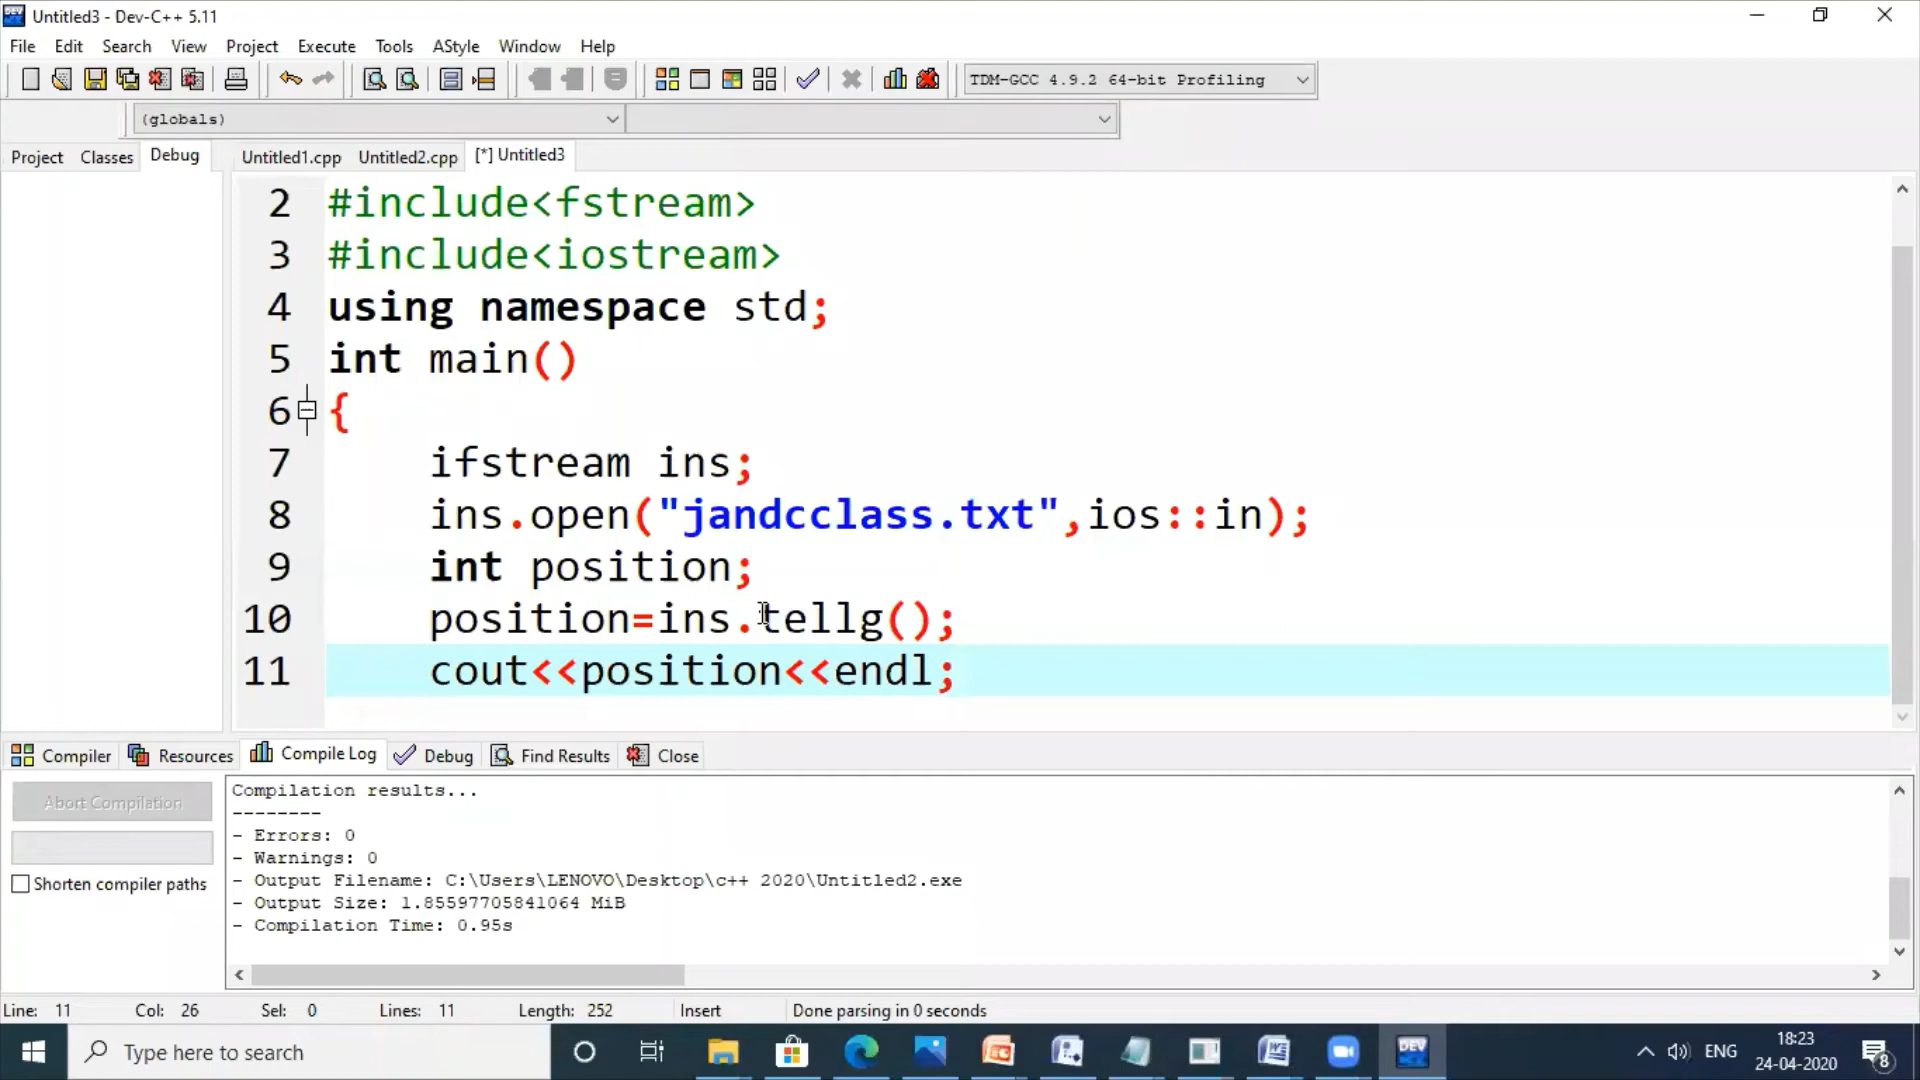 Untitled3 - Dev-C++ 5.11
File Edit Search View Project Execute Tools AStyle Window Help
TDM-GCC 4.9.2 64-bit Profiling
(globals)
Project Classes Debug Untitled1.cpp Untitled2.cpp [*] Untitled3
2 #include<fstream>
3 #include<iostream>
4 using namespace std;
5 int main()
6 {
7 ifstream ins;
8 ins.open("jandcclass.txt",ios::in);
9 int position;
10 position=ins.tellg();
11 cout<<position<<endl;
Compiler Resources Compile Log Debug Find Results Close
Abort Compilation
Shorten compiler paths
Compilation results...
--------
- Errors: 0
- Warnings: 0
- Output Filename: C:\Users\LENOVO\Desktop\c++ 2020\Untitled2.exe
- Output Size: 1.85597705841064 MiB
- Compilation Time: 0.95s
Line: 11 Col: 26 Sel: 0 Lines: 11 Length: 252 Insert Done parsing in 0 seconds
Type here to search
DEV
ENG
18:23
24-04-2020
8